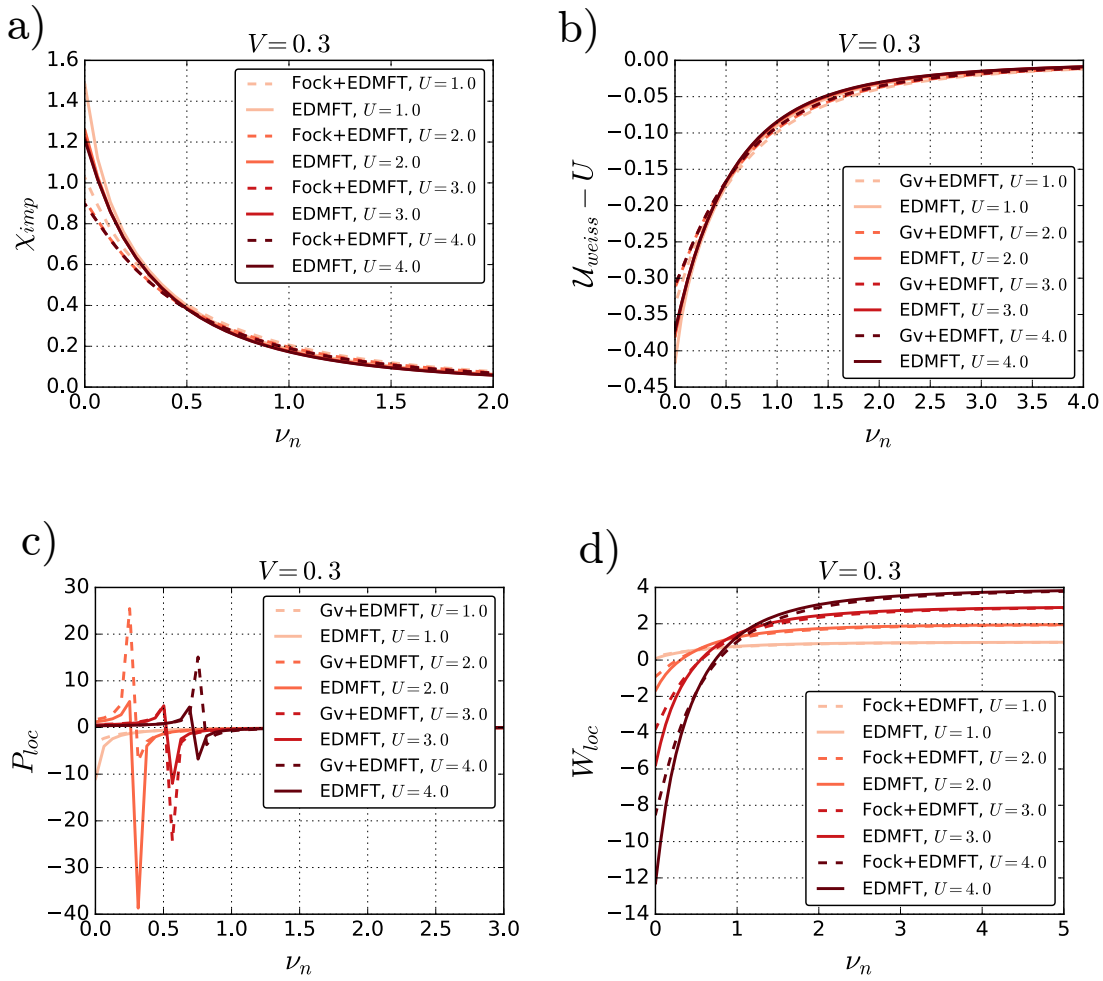 a)
V = 0.3
1.6
1.4
1.2
1.0
0.8
0.6
0.4
0.2
0.0
χimp
Fock+EDMFT, U = 1.0
EDMFT, U = 1.0
Fock+EDMFT, U = 2.0
EDMFT, U = 2.0
Fock+EDMFT, U = 3.0
EDMFT, U = 3.0
Fock+EDMFT, U = 4.0
EDMFT, U = 4.0
0.0 0.5 1.0 1.5 2.0
νn
b)
V = 0.3
0.00
−0.05
−0.10
−0.15
−0.20
−0.25
−0.30
−0.35
−0.40
−0.45
𝒰weiss − U
Gv+EDMFT, U = 1.0
EDMFT, U = 1.0
Gv+EDMFT, U = 2.0
EDMFT, U = 2.0
Gv+EDMFT, U = 3.0
EDMFT, U = 3.0
Gv+EDMFT, U = 4.0
EDMFT, U = 4.0
0.0 0.5 1.0 1.5 2.0 2.5 3.0 3.5 4.0
νn
c)
V = 0.3
30
20
10
0
−10
−20
−30
−40
Ploc
Gv+EDMFT, U = 1.0
EDMFT, U = 1.0
Gv+EDMFT, U = 2.0
EDMFT, U = 2.0
Gv+EDMFT, U = 3.0
EDMFT, U = 3.0
Gv+EDMFT, U = 4.0
EDMFT, U = 4.0
0.0 0.5 1.0 1.5 2.0 2.5 3.0
νn
d)
V = 0.3
4
2
0
−2
−4
−6
−8
−10
−12
−14
Wloc
Fock+EDMFT, U = 1.0
EDMFT, U = 1.0
Fock+EDMFT, U = 2.0
EDMFT, U = 2.0
Fock+EDMFT, U = 3.0
EDMFT, U = 3.0
Fock+EDMFT, U = 4.0
EDMFT, U = 4.0
0 1 2 3 4 5
νn